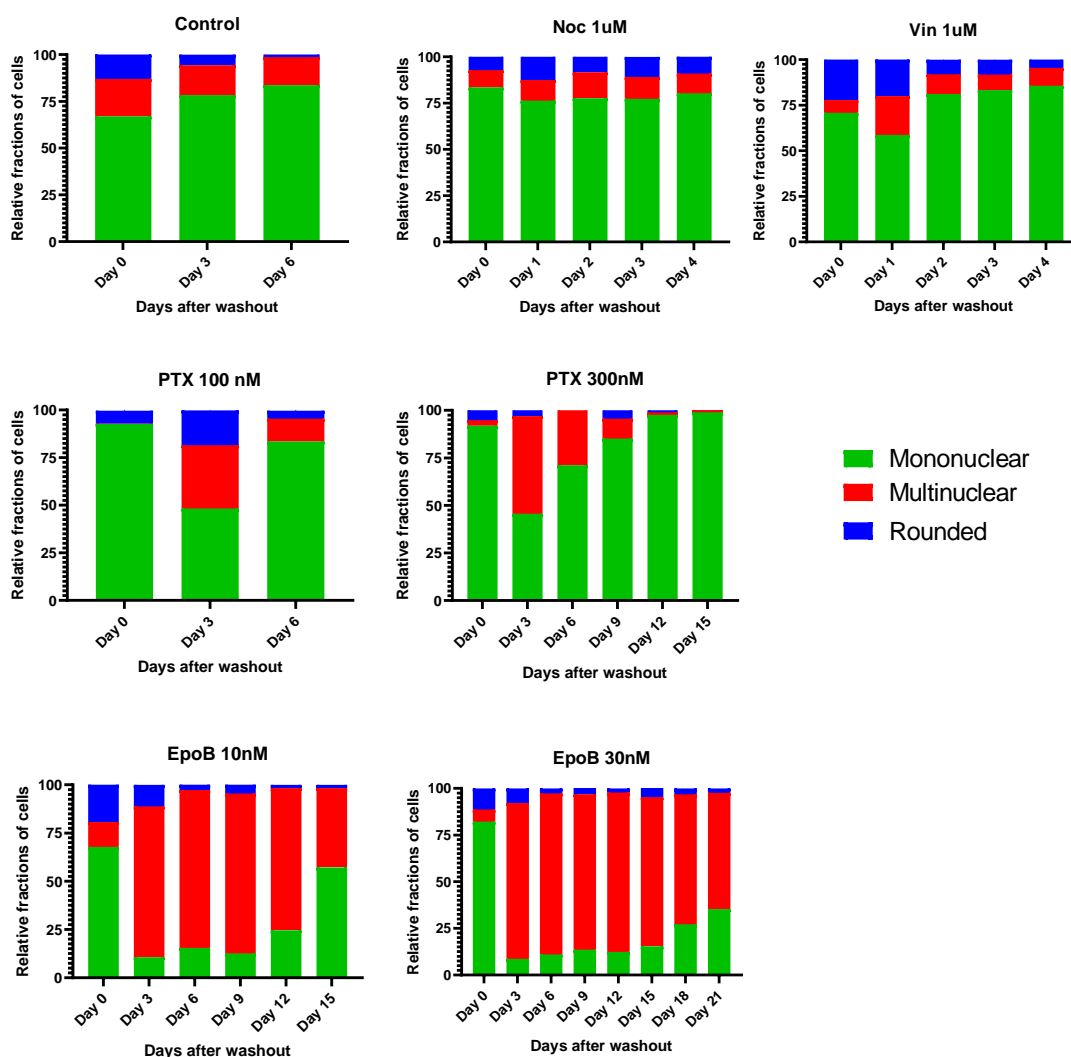 Control
Relative fractions of cells
100
75
50
25
0
Day 0
Day 3
Day 6
Days after washout
Noc 1uM
Relative fractions of cells
100
75
50
25
0
Day 0
Day 1
Day 2
Day 3
Day 4
Days after washout
Vin 1uM
Relative fractions of cells
100
75
50
25
0
Day 0
Day 1
Day 2
Day 3
Day 4
Days after washout
PTX 100 nM
Relative fractions of cells
100
75
50
25
0
Day 0
Day 3
Day 6
Days after washout
PTX 300nM
Relative fractions of cells
100
75
50
25
0
Day 0
Day 3
Day 6
Day 9
Day 12
Day 15
Days after washout
Mononuclear
Multinuclear
Rounded
EpoB 10nM
Relative fractions of cells
100
75
50
25
0
Day 0
Day 3
Day 6
Day 9
Day 12
Day 15
Days after washout
EpoB 30nM
Relative fractions of cells
100
75
50
25
0
Day 0
Day 3
Day 6
Day 9
Day 12
Day 15
Day 18
Day 21
Days after washout